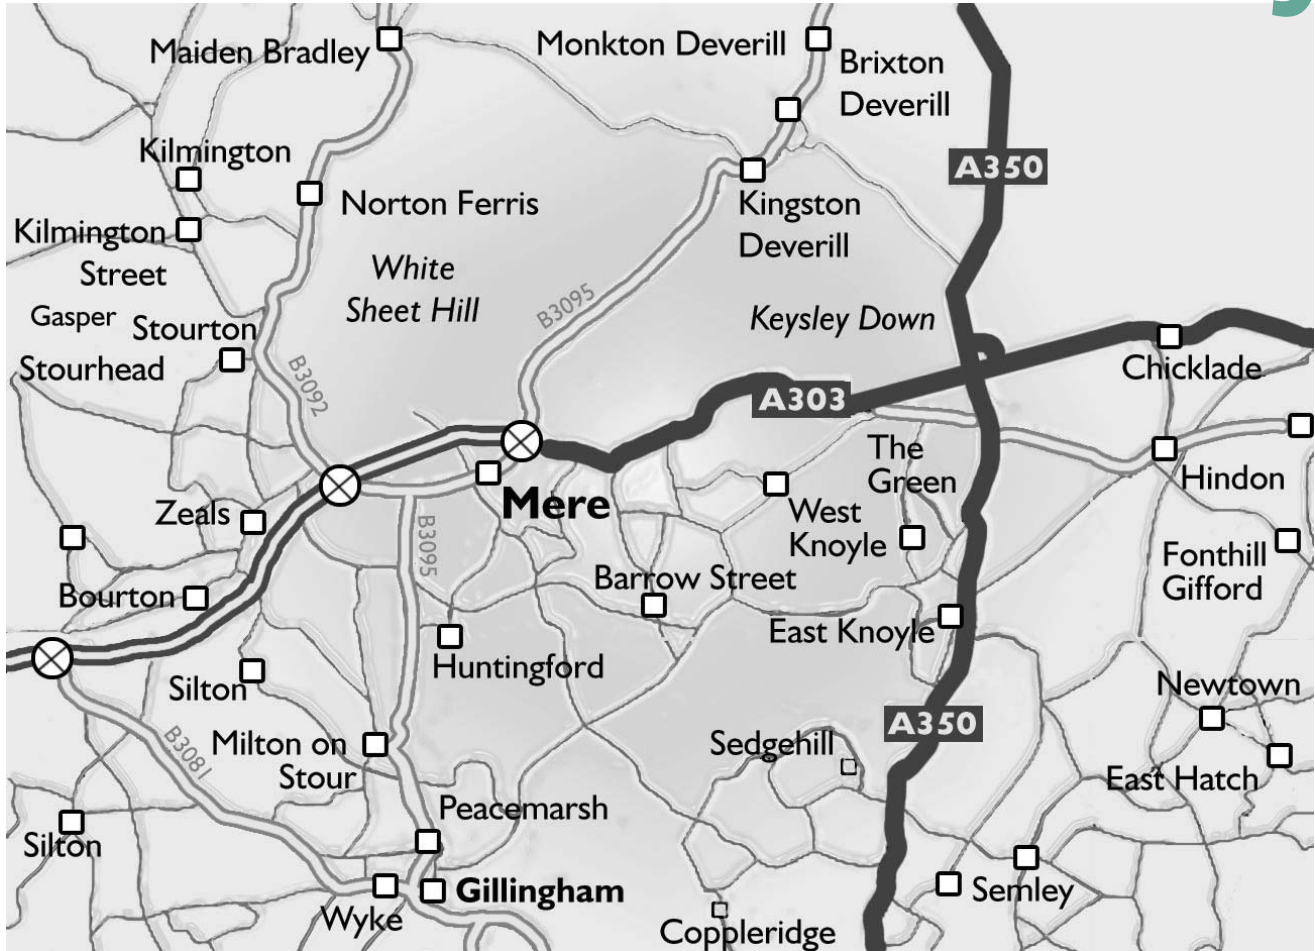 Maiden Bradley
Monkton Deverill
Brixton
Deverill
Kilmington
A350
Norton Ferris
Kingston
Deverill
Kilmington
Street
White
Sheet Hill
Gasper
Stourton
B3095
Keysley Down
Stourhead
B3092
Chicklade
A303
The
Green
Hindon
Mere
Zeals
West
Knoyle
B3095
Fonthill
Gifford
Bourton
Barrow Street
East Knoyle
Huntingford
Silton
Newtown
A350
B3081
Milton on
Stour
Sedgehill
East Hatch
Peacemarsh
Silton
Gillingham
Semley
Wyke
Coppleridge